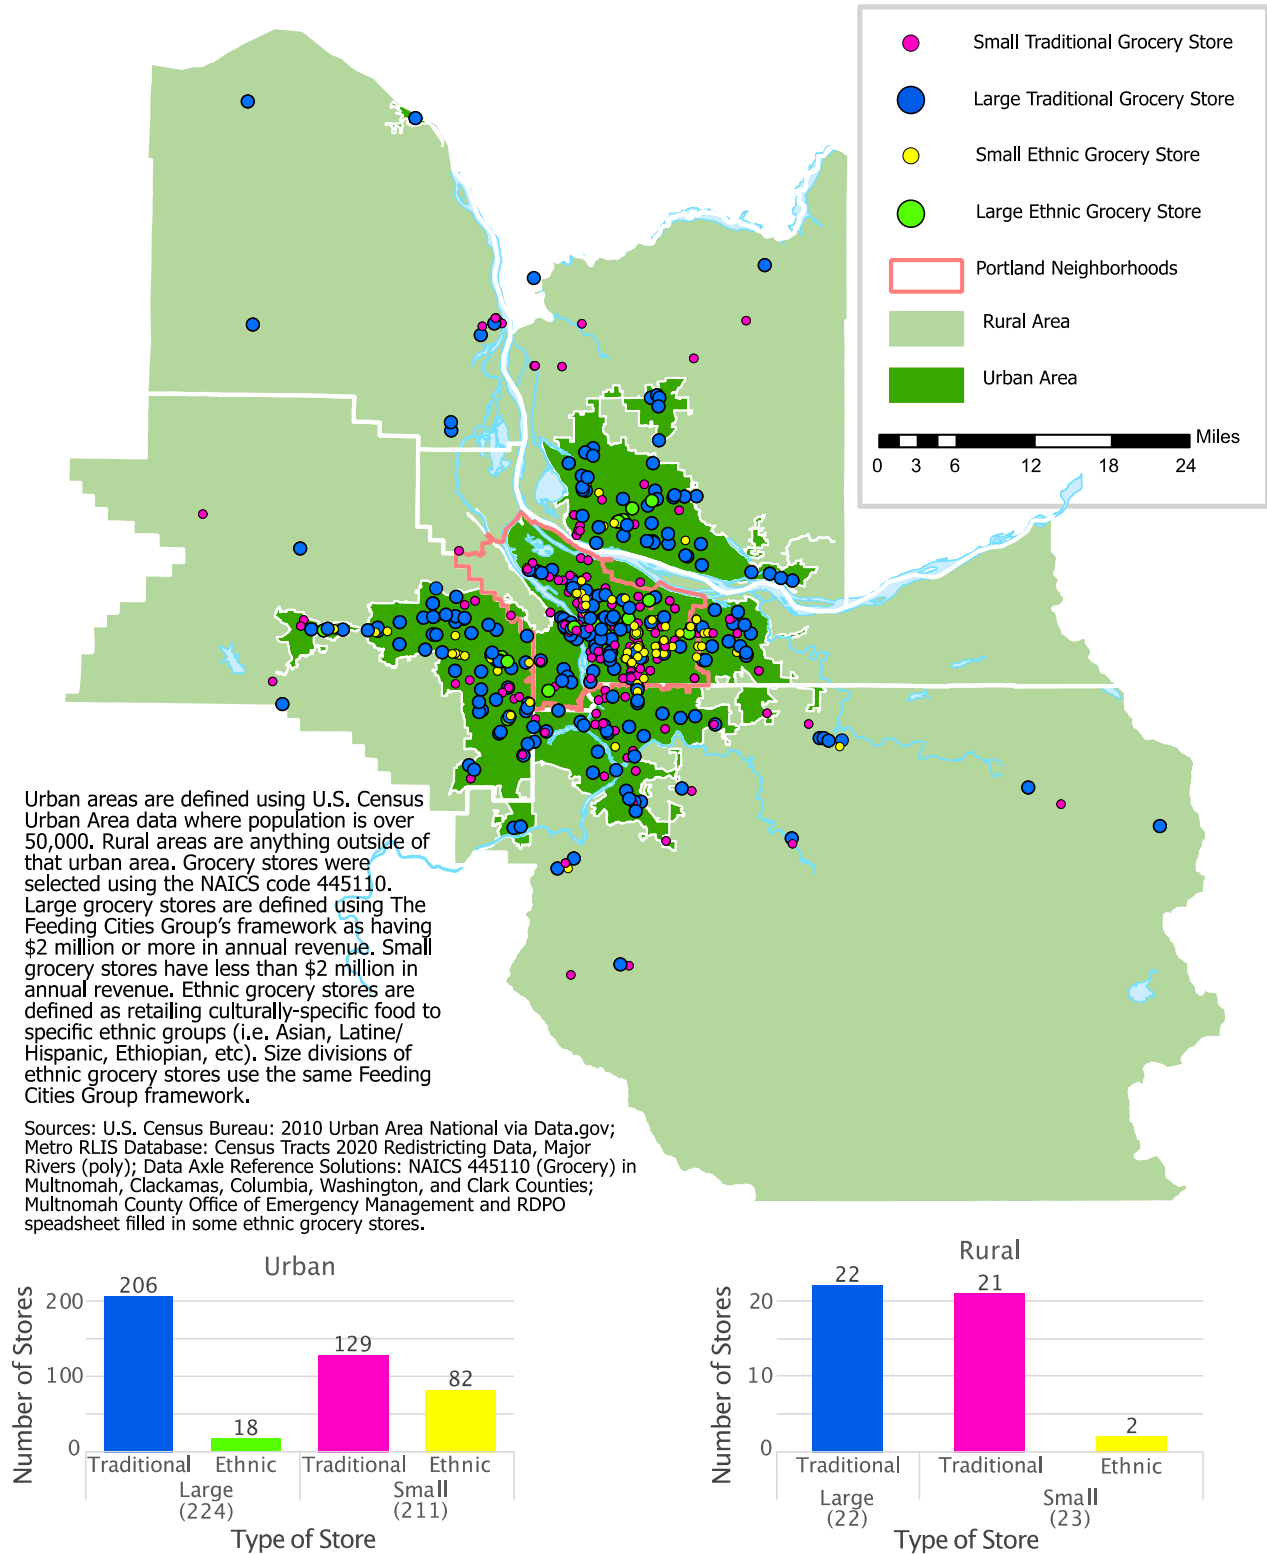 Small Traditional Grocery Store
Large Traditional Grocery Store
Small Ethnic Grocery Store
Large Ethnic Grocery Store
Portland Neighborhoods
Rural Area
Urban Area
Miles
0 3 6 12 18 24
Urban areas are defined using U.S. Census
Urban Area data where population is over
50,000. Rural areas are anything outside of
that urban area. Grocery stores were
selected using the NAICS code 445110.
Large grocery stores are defined using The
Feeding Cities Group's framework as having
$2 million or more in annual revenue. Small
grocery stores have less than $2 million in
annual revenue. Ethnic grocery stores are
defined as retailing culturally-specific food to
specific ethnic groups (i.e. Asian, Latine/
Hispanic, Ethiopian, etc). Size divisions of
ethnic grocery stores use the same Feeding
Cities Group framework.
Sources: U.S. Census Bureau: 2010 Urban Area National via Data.gov;
Metro RLIS Database: Census Tracts 2020 Redistricting Data, Major
Rivers (poly); Data Axle Reference Solutions: NAICS 445110 (Grocery) in
Multnomah, Clackamas, Columbia, Washington, and Clark Counties;
Multnomah County Office of Emergency Management and RDPO
speadsheet filled in some ethnic grocery stores.
Urban
Number of Stores
200
100
0
206
18
129
82
Traditional Ethnic Traditional Ethnic
Large Small
(224) (211)
Type of Store
Rural
Number of Stores
20
10
0
22
21
2
Traditional Traditional Ethnic
Large Small
(22) (23)
Type of Store